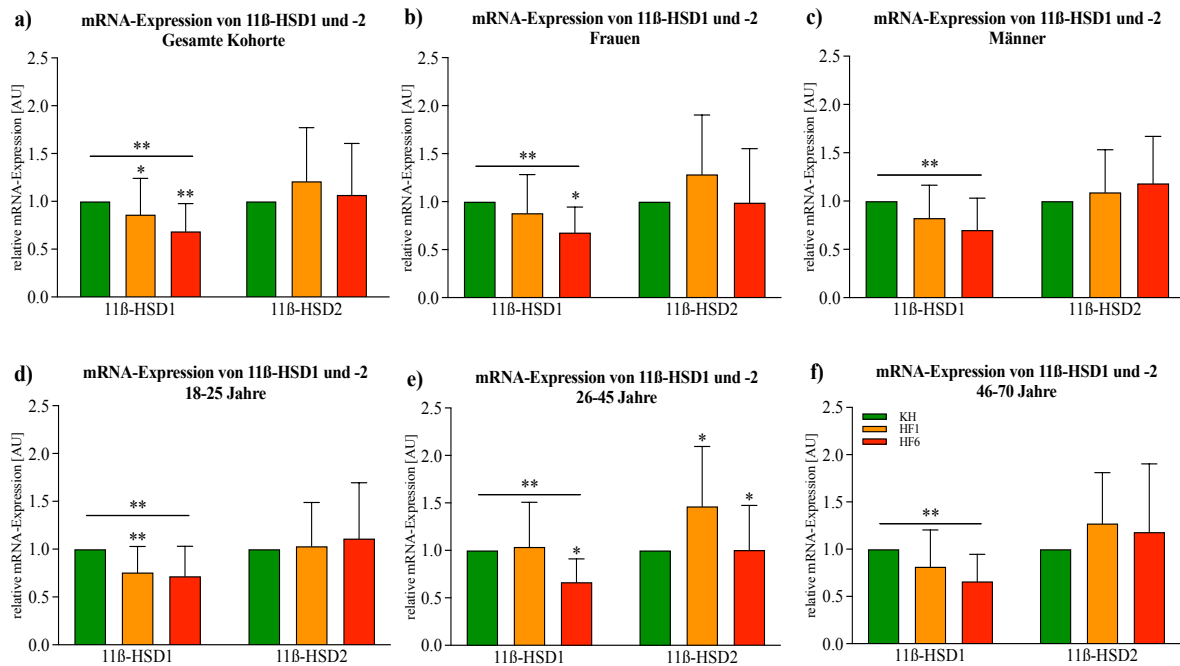 a)
mRNA-Expression von 11ß-HSD1 und -2
Gesamte Kohorte
relative mRNA-Expression [AU]
2.5
2.0
1.5
1.0
0.5
0.0
**
*
**
11ß-HSD1 11ß-HSD2
b)
mRNA-Expression von 11ß-HSD1 und -2
Frauen
relative mRNA-Expression [AU]
2.5
2.0
1.5
1.0
0.5
0.0
**
*
11ß-HSD1 11ß-HSD2
c)
mRNA-Expression von 11ß-HSD1 und -2
Männer
relative mRNA-Expression [AU]
2.5
2.0
1.5
1.0
0.5
0.0
**
11ß-HSD1 11ß-HSD2
d)
mRNA-Expression von 11ß-HSD1 und -2
18-25 Jahre
relative mRNA-Expression [AU]
2.5
2.0
1.5
1.0
0.5
0.0
**
**
11ß-HSD1 11ß-HSD2
e)
mRNA-Expression von 11ß-HSD1 und -2
26-45 Jahre
relative mRNA-Expression [AU]
2.5
2.0
1.5
1.0
0.5
0.0
**
*
*
*
11ß-HSD1 11ß-HSD2
f)
mRNA-Expression von 11ß-HSD1 und -2
46-70 Jahre
relative mRNA-Expression [AU]
2.5
2.0
1.5
1.0
0.5
0.0
KH
HF1
HF6
**
11ß-HSD1 11ß-HSD2